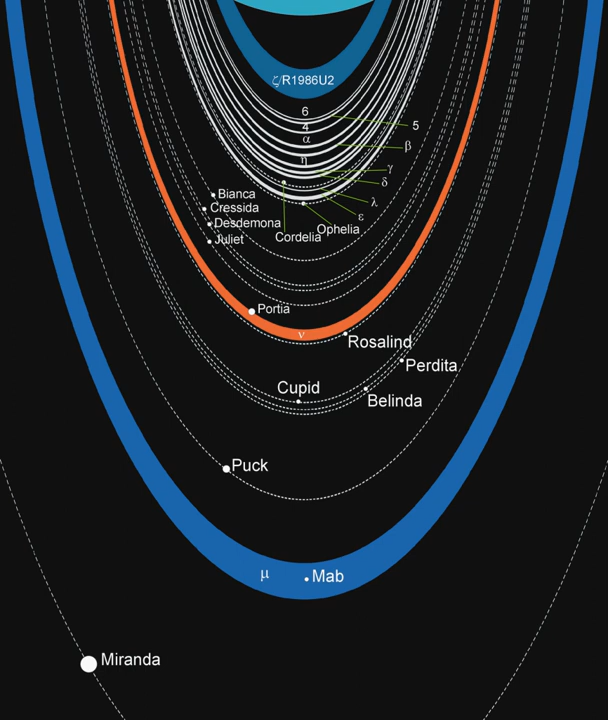 ζ/R1986U2
6
5
4
α
β
η
γ
δ
λ
ε
Bianca
Cressida
Desdemona
Juliet
Cordelia
Ophelia
Portia
ν
Rosalind
Perdita
Cupid
Belinda
Puck
μ
Mab
Miranda